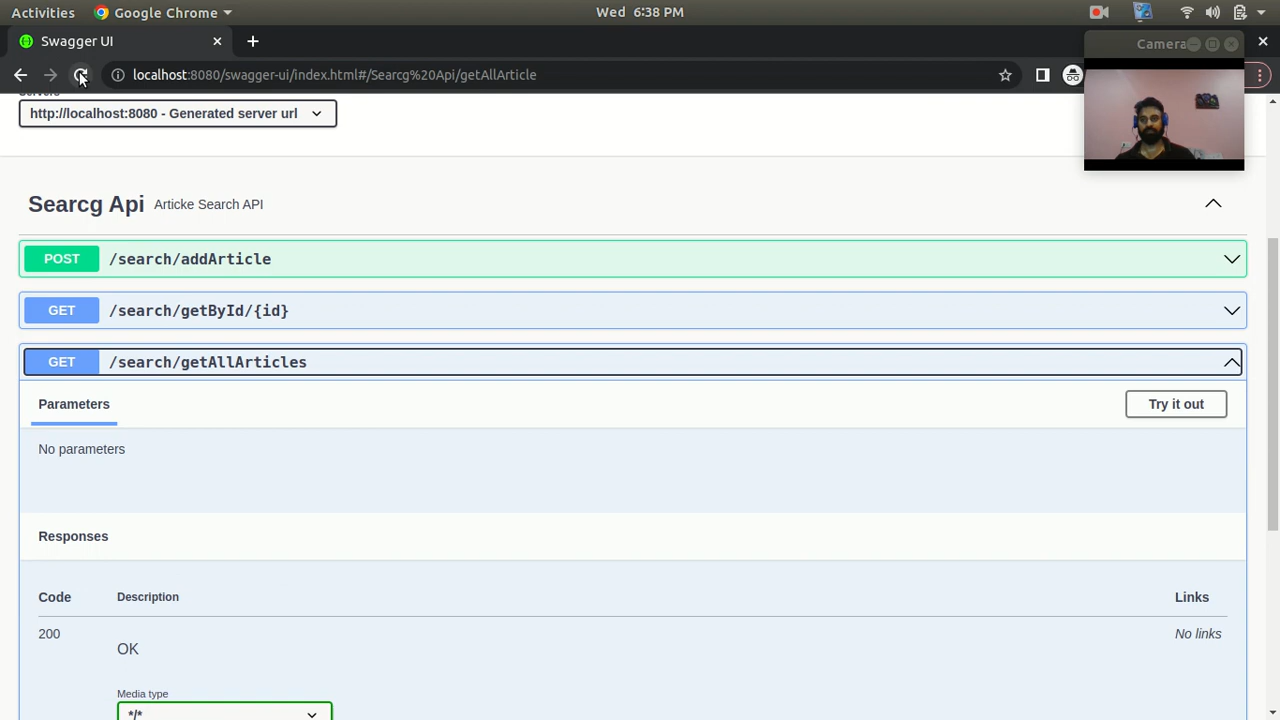 Activities Google Chrome Wed 6:38 PM
Swagger UI Camera
localhost:8080/swagger-ui/index.html#/Searcg%20Api/getAllArticle
http://localhost:8080 - Generated server url
Searcg Api Articke Search API
POST /search/addArticle
GET /search/getById/{id}
GET /search/getAllArticles
Parameters Try it out
No parameters
Responses
Code Description Links
200 No links
OK
Media type
*/*